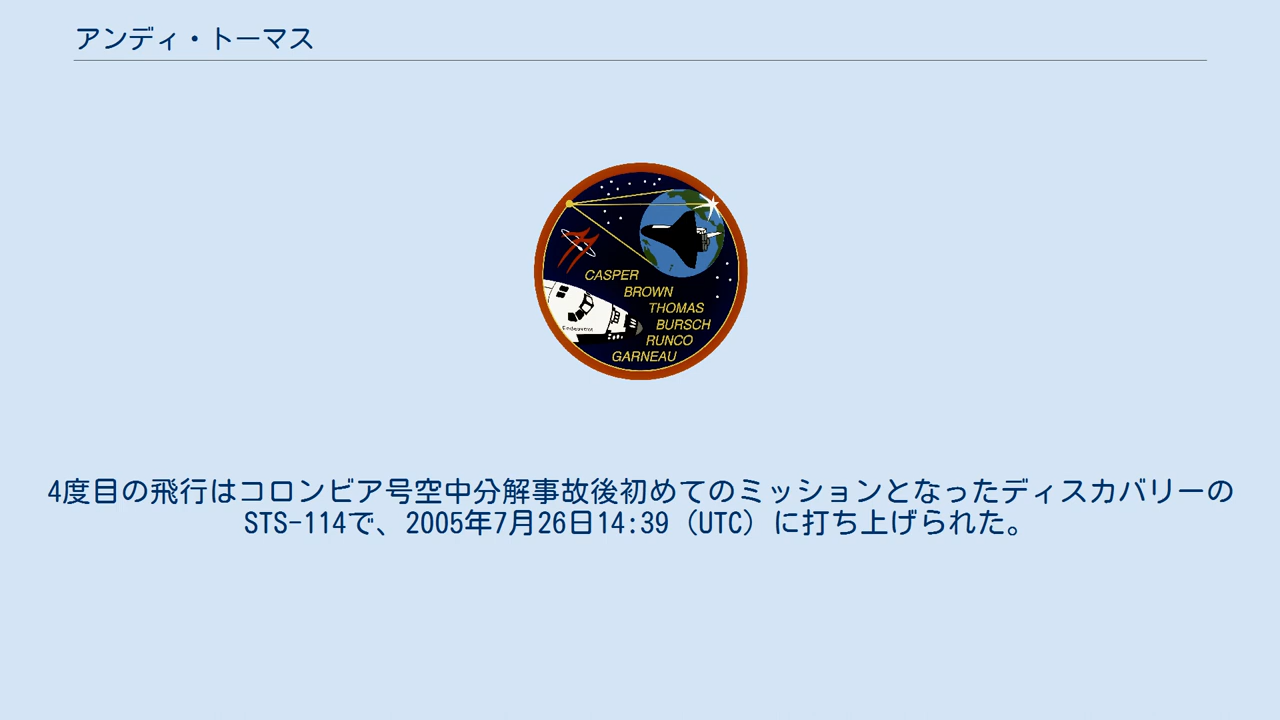 アンディ・トーマス
CASPER
BROWN
THOMAS
BURSCH
RUNCO
GARNEAU
Endeavour
4度目の飛行はコロンビア号空中分解事故後初めてのミッションとなったディスカバリーの
STS-114で、2005年7月26日14:39（UTC）に打ち上げられた。